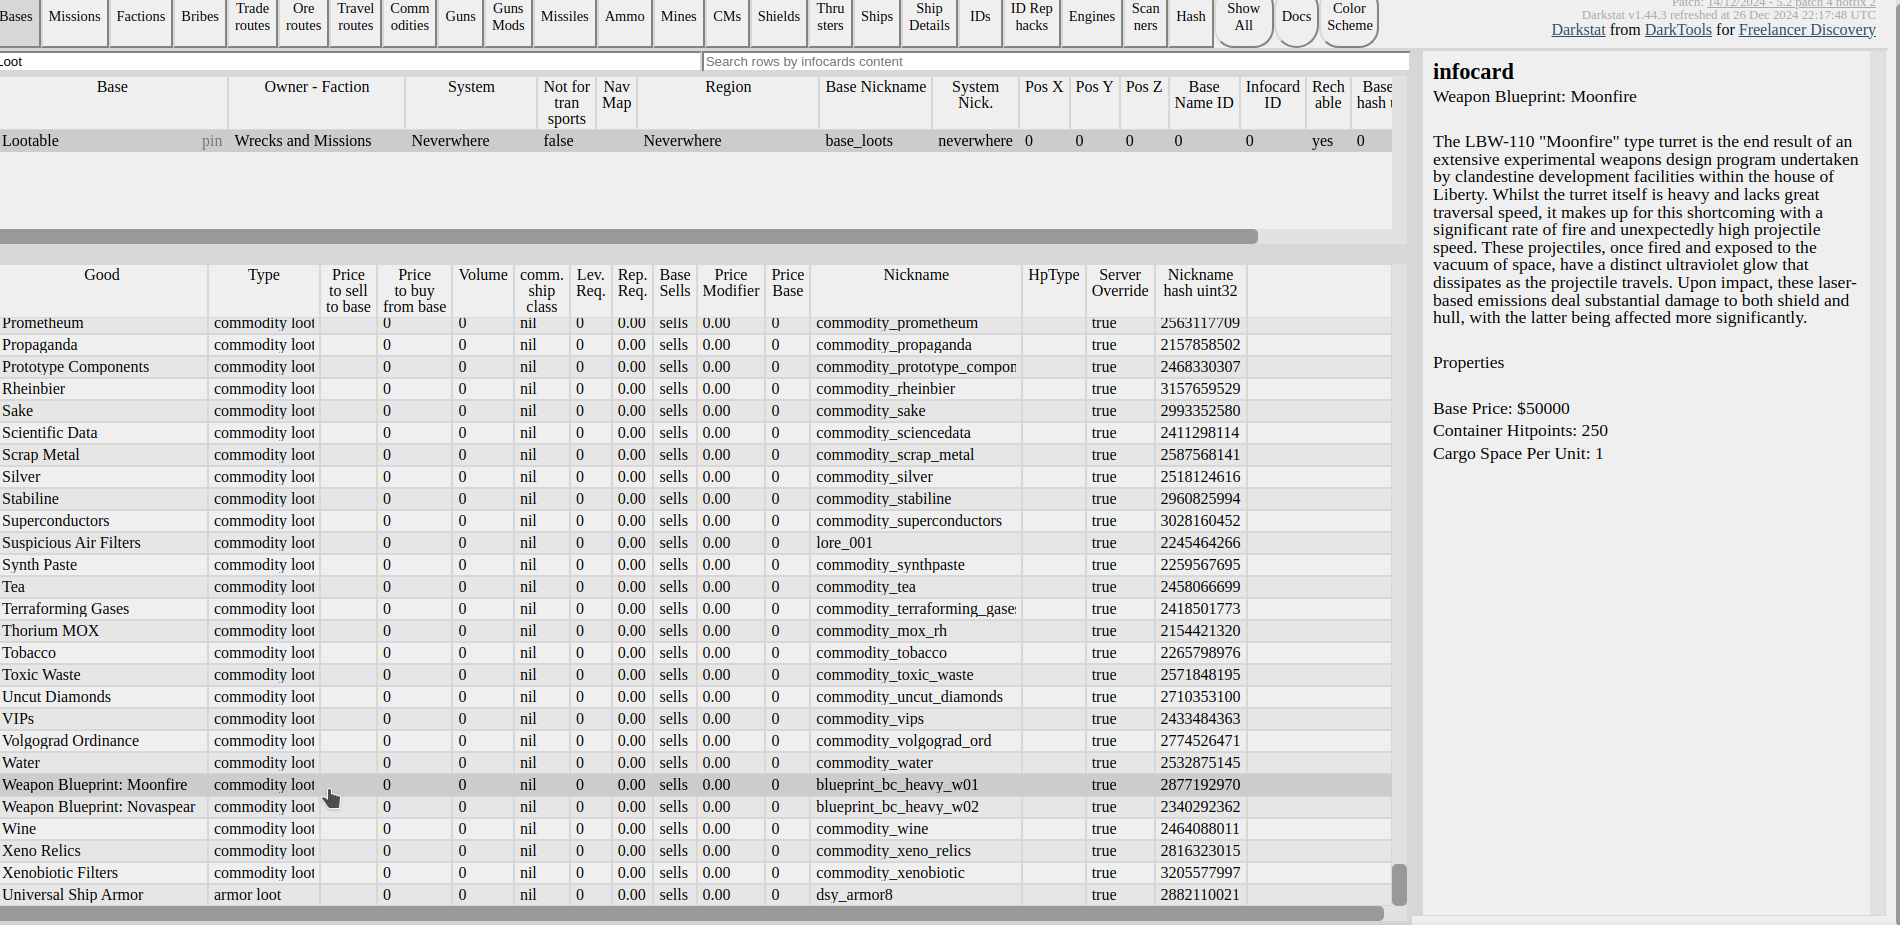 Bases Missions Factions Bribes Trade routes Ore routes Travel routes Comm odities Guns Guns Mods Missiles Ammo Mines CMs Shields Thru sters Ships Ship Details IDs ID Rep hacks Engines Scan ners Hash Show All Docs Color Scheme
Patch: 14/12/2024 - 5.2 patch 4 hotfix 2
Darkstat v1.44.3 refreshed at 26 Dec 2024 22:17:48 UTC
Darkstat from DarkTools for Freelancer Discovery
Loot Search rows by infocards content
Base Owner - Faction System Not for tran sports Nav Map Region Base Nickname System Nick. Pos X Pos Y Pos Z Base Name ID Infocard ID Rech able Base hash u
Lootable pin Wrecks and Missions Neverwhere false Neverwhere base_loots neverwhere 0 0 0 0 0 yes 0
Good Type Price to sell to base Price to buy from base Volume comm. ship class Lev. Req. Rep. Req. Base Sells Price Modifier Price Base Nickname HpType Server Override Nickname hash uint32
Prometheum commodity loot 0 0 nil 0 0.00 sells 0.00 0 commodity_prometheum true 2563117709
Propaganda commodity loot 0 0 nil 0 0.00 sells 0.00 0 commodity_propaganda true 2157858502
Prototype Components commodity loot 0 0 nil 0 0.00 sells 0.00 0 commodity_prototype_compon true 2468330307
Rheinbier commodity loot 0 0 nil 0 0.00 sells 0.00 0 commodity_rheinbier true 3157659529
Sake commodity loot 0 0 nil 0 0.00 sells 0.00 0 commodity_sake true 2993352580
Scientific Data commodity loot 0 0 nil 0 0.00 sells 0.00 0 commodity_sciencedata true 2411298114
Scrap Metal commodity loot 0 0 nil 0 0.00 sells 0.00 0 commodity_scrap_metal true 2587568141
Silver commodity loot 0 0 nil 0 0.00 sells 0.00 0 commodity_silver true 2518124616
Stabiline commodity loot 0 0 nil 0 0.00 sells 0.00 0 commodity_stabiline true 2960825994
Superconductors commodity loot 0 0 nil 0 0.00 sells 0.00 0 commodity_superconductors true 3028160452
Suspicious Air Filters commodity loot 0 0 nil 0 0.00 sells 0.00 0 lore_001 true 2245464266
Synth Paste commodity loot 0 0 nil 0 0.00 sells 0.00 0 commodity_synthpaste true 2259567695
Tea commodity loot 0 0 nil 0 0.00 sells 0.00 0 commodity_tea true 2458066699
Terraforming Gases commodity loot 0 0 nil 0 0.00 sells 0.00 0 commodity_terraforming_gases true 2418501773
Thorium MOX commodity loot 0 0 nil 0 0.00 sells 0.00 0 commodity_mox_rh true 2154421320
Tobacco commodity loot 0 0 nil 0 0.00 sells 0.00 0 commodity_tobacco true 2265798976
Toxic Waste commodity loot 0 0 nil 0 0.00 sells 0.00 0 commodity_toxic_waste true 2571848195
Uncut Diamonds commodity loot 0 0 nil 0 0.00 sells 0.00 0 commodity_uncut_diamonds true 2710353100
VIPs commodity loot 0 0 nil 0 0.00 sells 0.00 0 commodity_vips true 2433484363
Volgograd Ordinance commodity loot 0 0 nil 0 0.00 sells 0.00 0 commodity_volgograd_ord true 2774526471
Water commodity loot 0 0 nil 0 0.00 sells 0.00 0 commodity_water true 2532875145
Weapon Blueprint: Moonfire commodity loot 0 0 nil 0 0.00 sells 0.00 0 blueprint_bc_heavy_w01 true 2877192970
Weapon Blueprint: Novaspear commodity loot 0 0 nil 0 0.00 sells 0.00 0 blueprint_bc_heavy_w02 true 2340292362
Wine commodity loot 0 0 nil 0 0.00 sells 0.00 0 commodity_wine true 2464088011
Xeno Relics commodity loot 0 0 nil 0 0.00 sells 0.00 0 commodity_xeno_relics true 2816323015
Xenobiotic Filters commodity loot 0 0 nil 0 0.00 sells 0.00 0 commodity_xenobiotic true 3205577997
Universal Ship Armor armor loot 0 0 nil 0 0.00 sells 0.00 0 dsy_armor8 true 2882110021
infocard
Weapon Blueprint: Moonfire
The LBW-110 "Moonfire" type turret is the end result of an
extensive experimental weapons design program undertaken
by clandestine development facilities within the house of
Liberty. Whilst the turret itself is heavy and lacks great
traversal speed, it makes up for this shortcoming with a
significant rate of fire and unexpectedly high projectile
speed. These projectiles, once fired and exposed to the
vacuum of space, have a distinct ultraviolet glow that
dissipates as the projectile travels. Upon impact, these laser-
based emissions deal substantial damage to both shield and
hull, with the latter being affected more significantly.
Properties
Base Price: $50000
Container Hitpoints: 250
Cargo Space Per Unit: 1